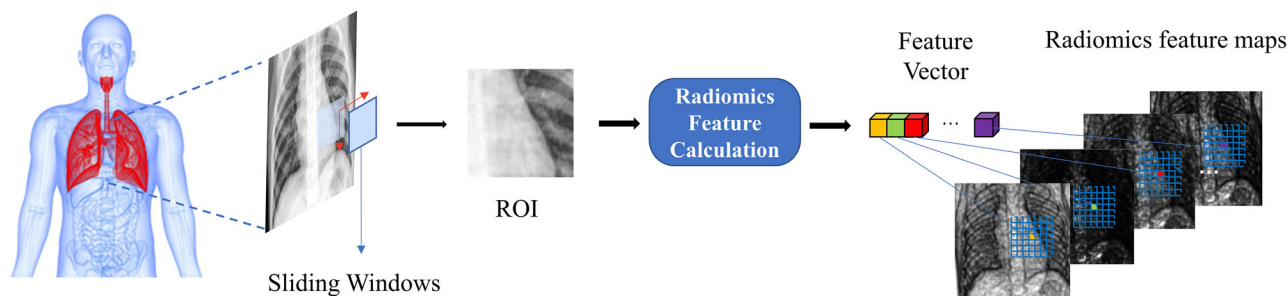 Sliding Windows
ROI
Radiomics
Feature
Calculation
Feature
Vector
...
Radiomics feature maps